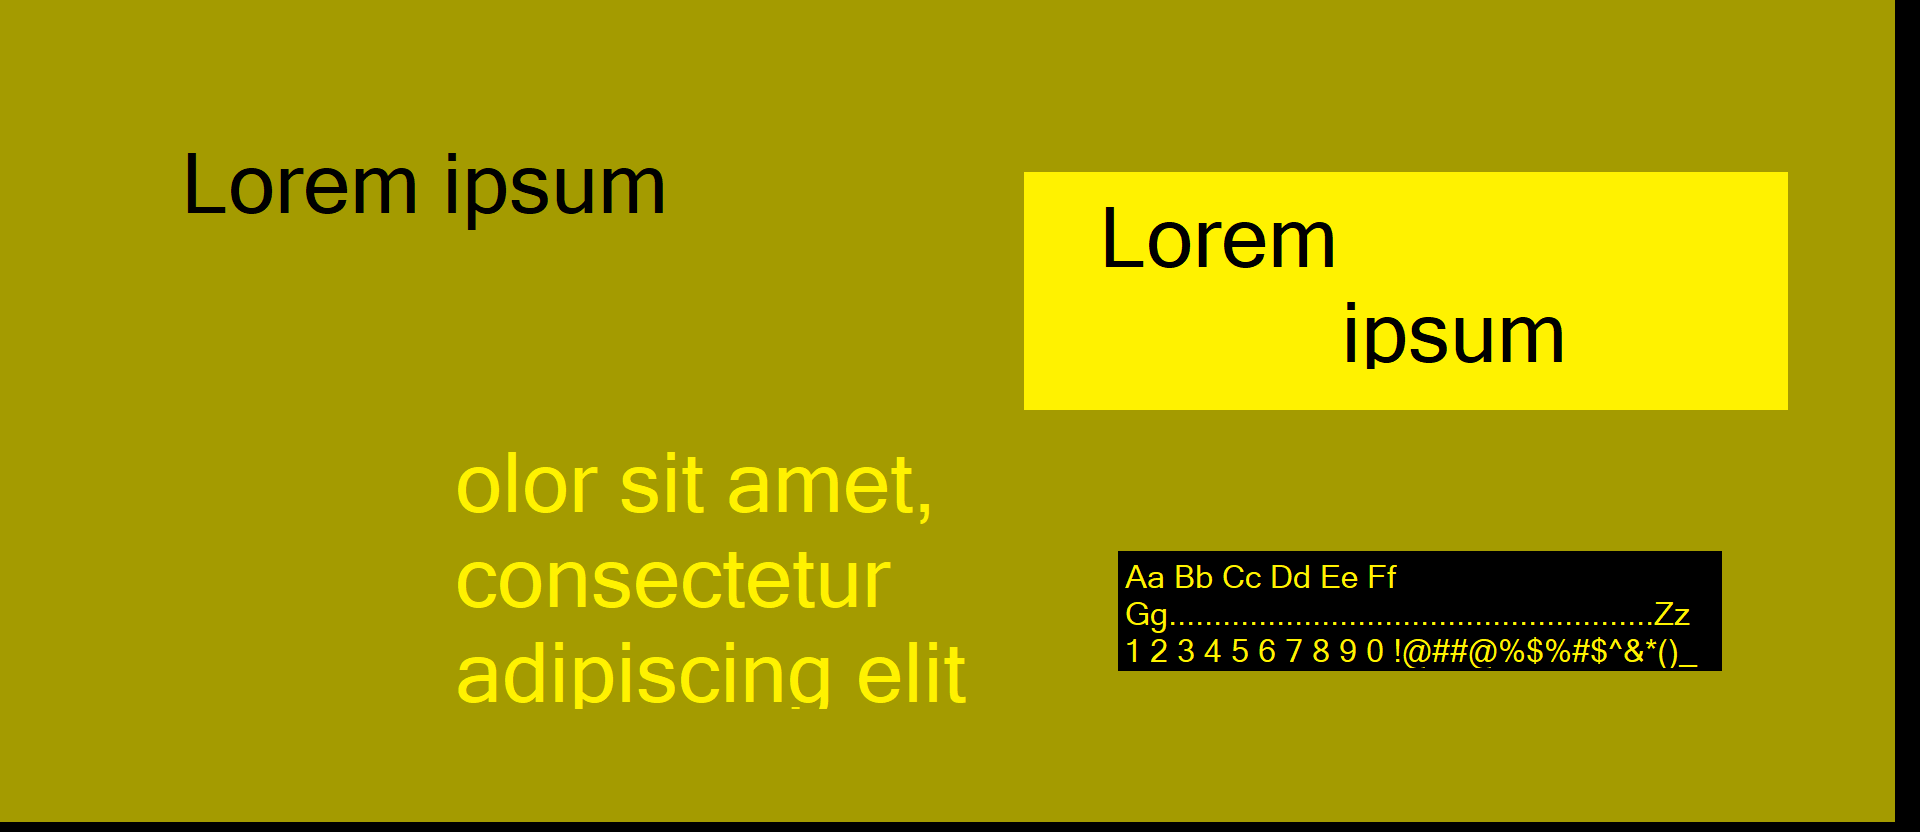 Lorem ipsum
Lorem
ipsum
olor sit amet,
consectetur
adipiscing elit
Aa Bb Cc Dd Ee Ff
Gg......................................................Zz
1 2 3 4 5 6 7 8 9 0 !@##@%$%#$^&*()_